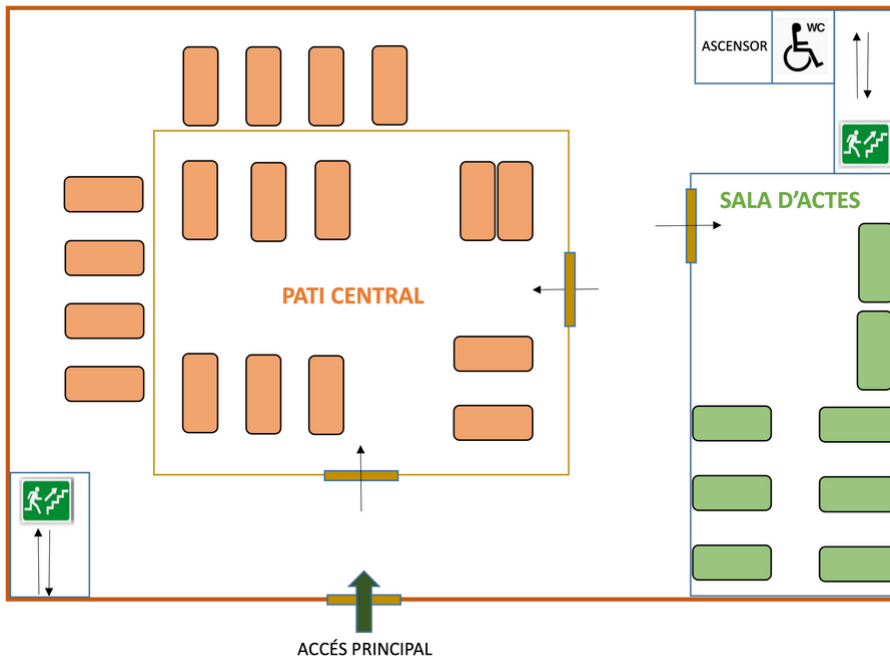 ASCENSOR
WC
SALA D’ACTES
PATI CENTRAL
ACCÉS PRINCIPAL